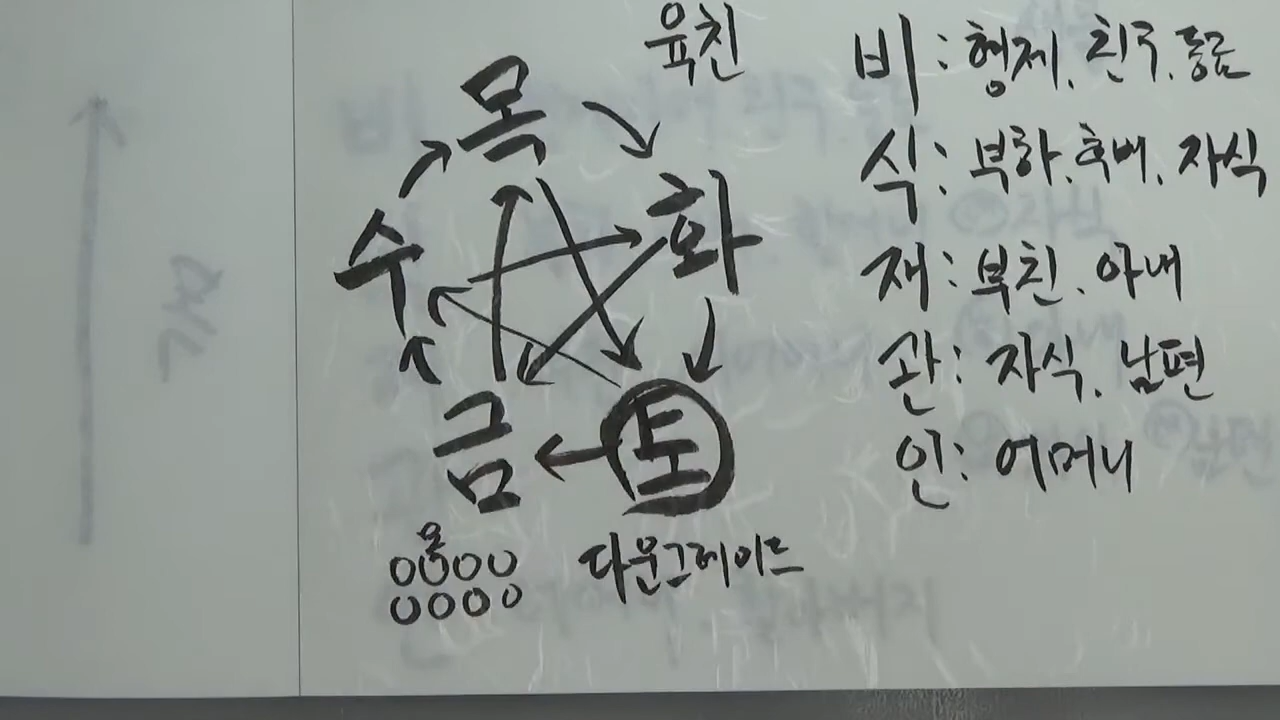 육친
목
화
수
금
토
다운그레이드
비: 형제, 친구, 동료
식: 부하, 후배, 자식
재: 부친, 아내
관: 자식, 남편
인: 어머니